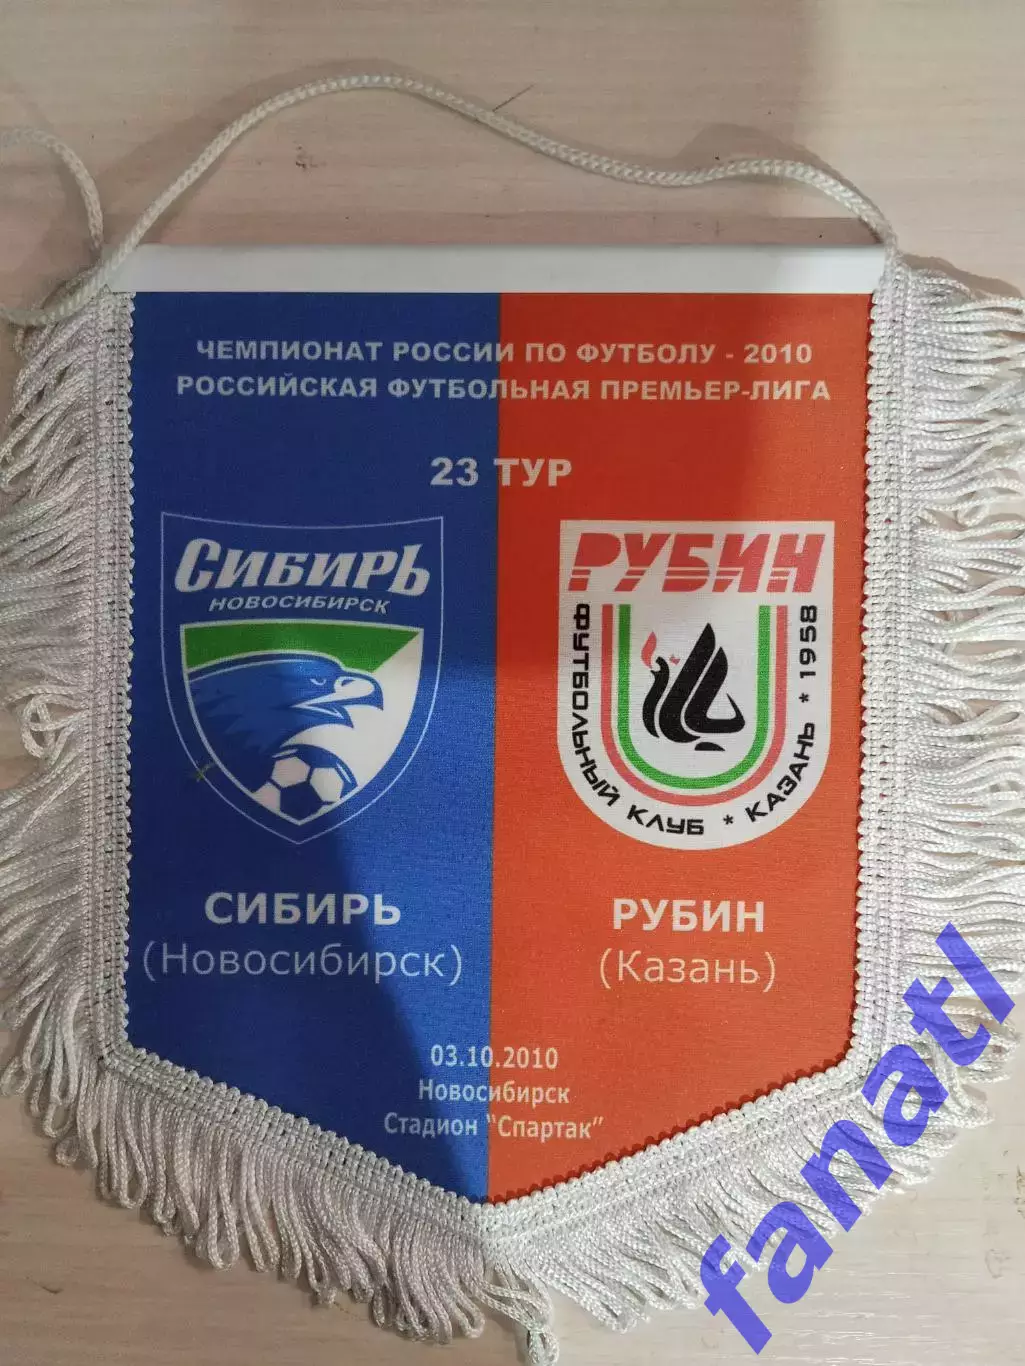 ЧЕМПИОНАТ РОССИИ ПО ФУТБОЛУ - 2010
РОССИЙСКАЯ ФУТБОЛЬНАЯ ПРЕМЬЕР-ЛИГА
23 ТУР
СИБИРЬ
НОВОСИБИРСК
РУБИН
ФУТБОЛЬНЫЙ КЛУБ * КАЗАНЬ * 1958
СИБИРЬ
(Новосибирск)
РУБИН
(Казань)
03.10.2010
Новосибирск
Стадион "Спартак"
fanatl